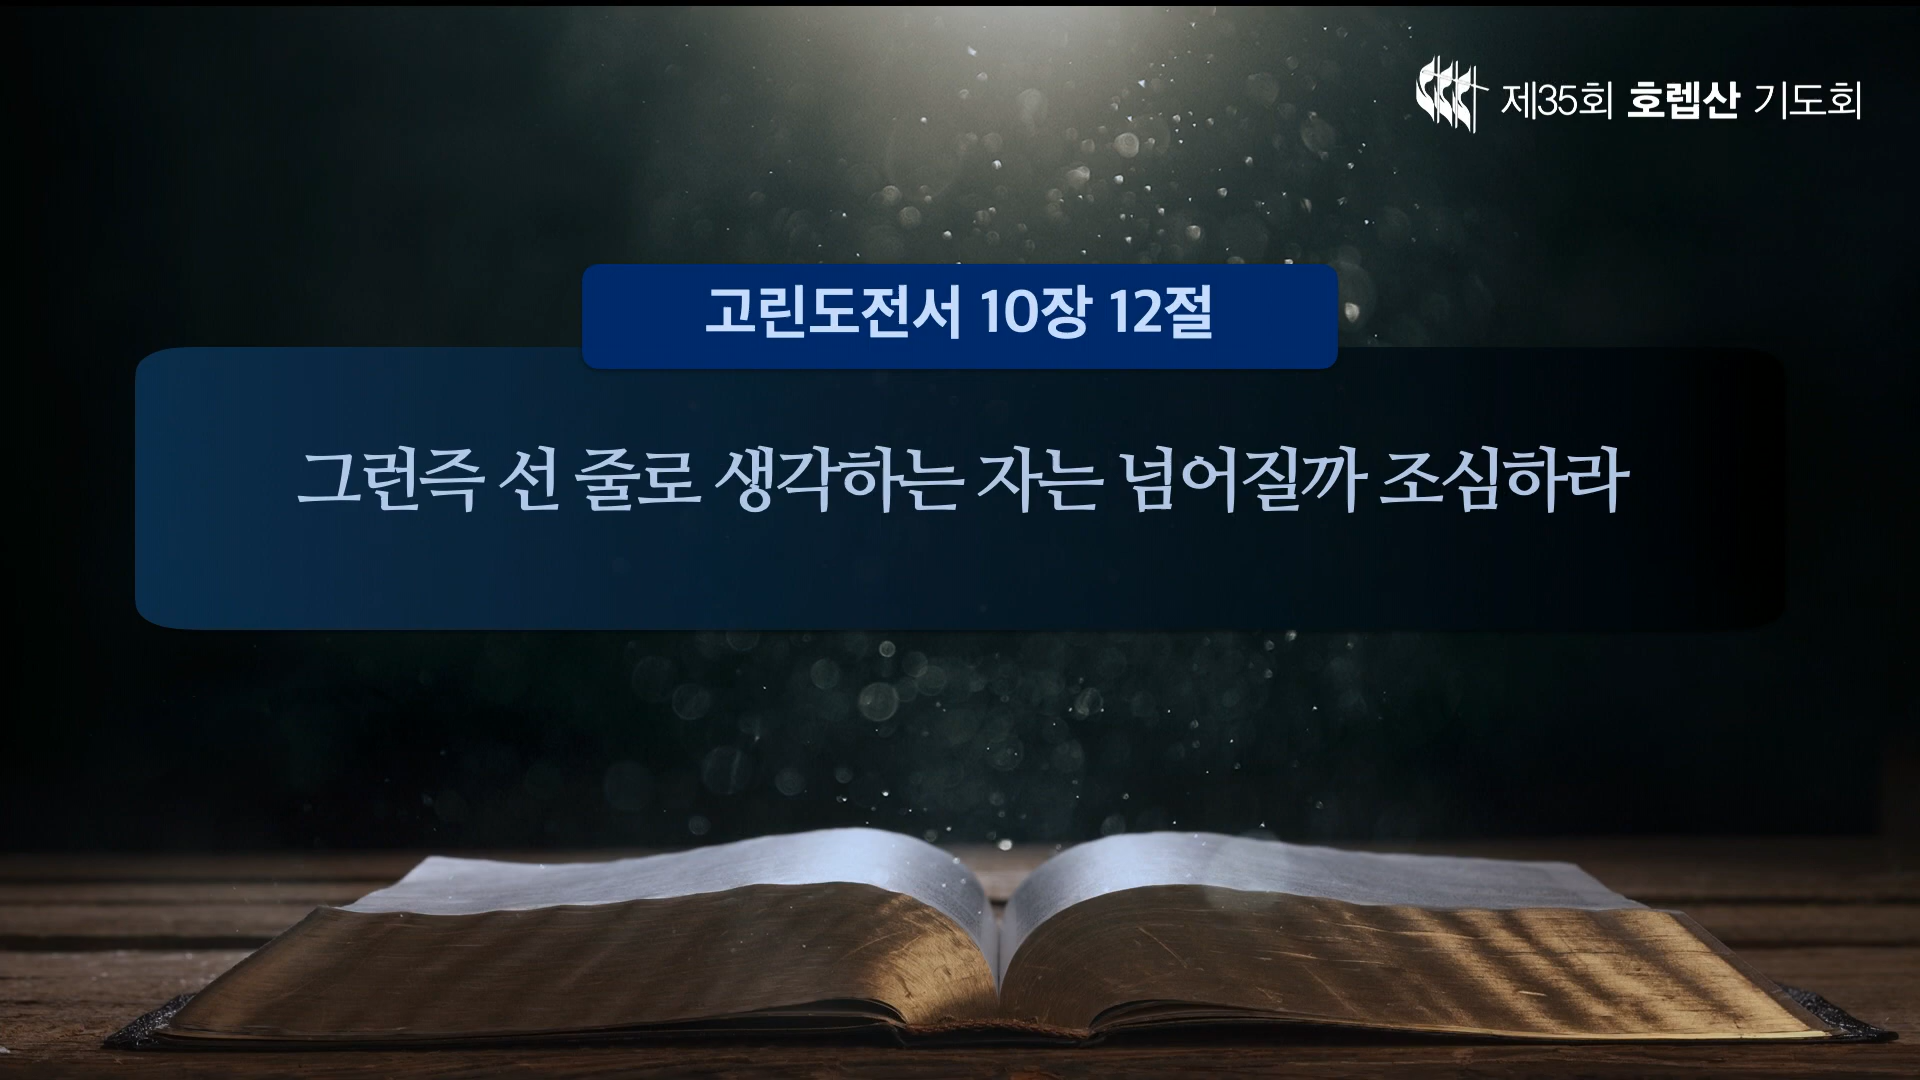 제35회 호렙산 기도회
고린도전서 10장 12절
그런즉 선 줄로 생각하는 자는 넘어질까 조심하라